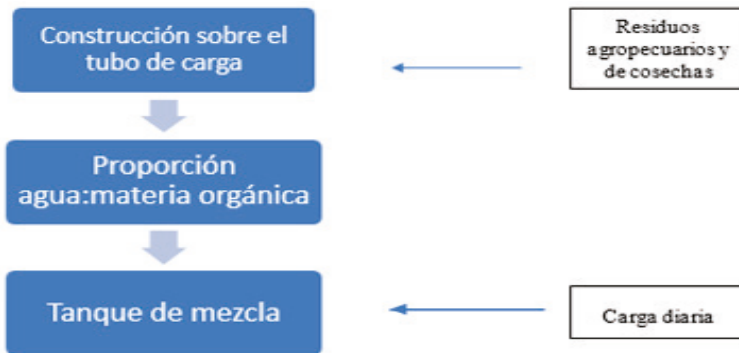 Construcción sobre el
tubo de carga
Residuos
agropecuarios y
de cosechas
Proporción
agua:materia orgánica
Tanque de mezcla
Carga diaria